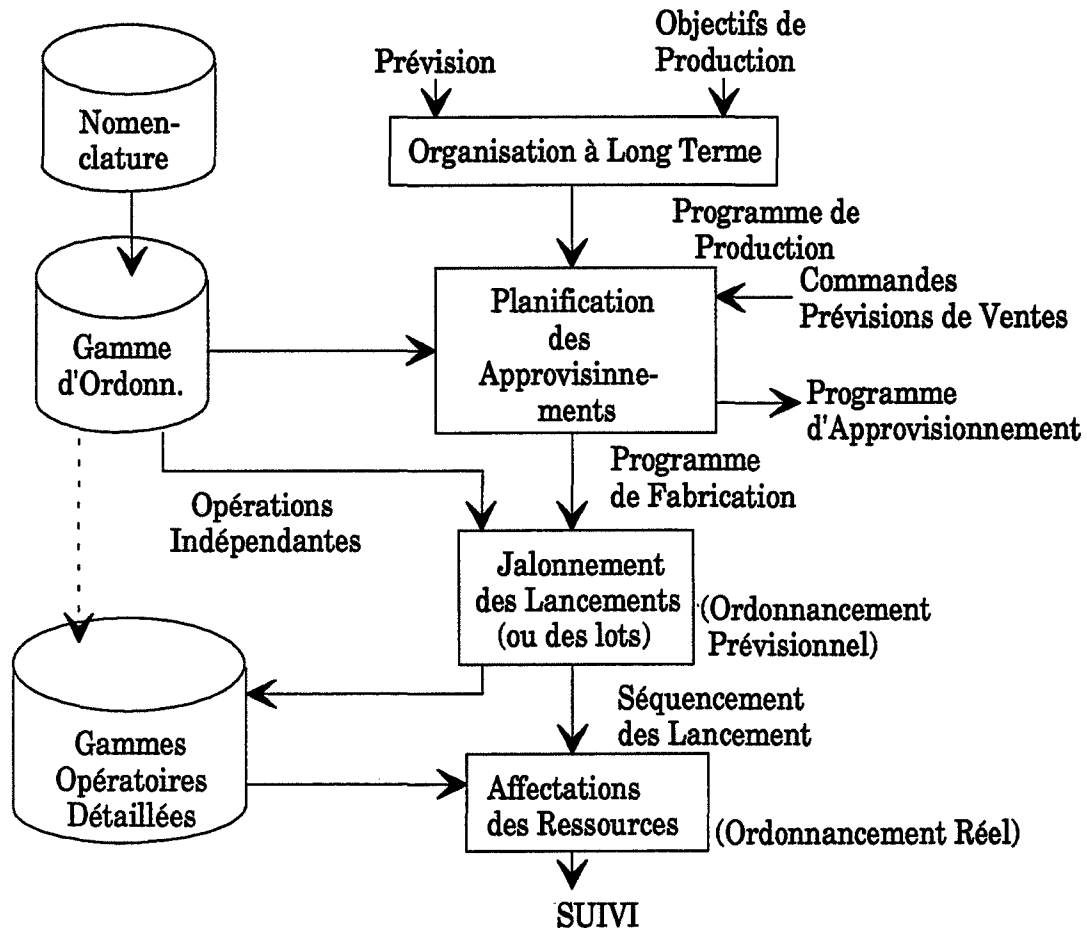 Objectifs de
Production
Prévision
Nomen-
clature
Organisation à Long Terme
Programme de
Production
Commandes
Prévisions de Ventes
Planification
des
Approvisinne-
ments
Gamme
d'Ordonn.
Programme
d'Approvisionnement
Programme
de Fabrication
Opérations
Indépendantes
Jalonnement
des Lancements
(ou des lots)
(Ordonnancement
Prévisionnel)
Séquencement
des Lancement
Gammes
Opératoires
Détaillées
Affectations
des Ressources
(Ordonnancement Réel)
SUIVI